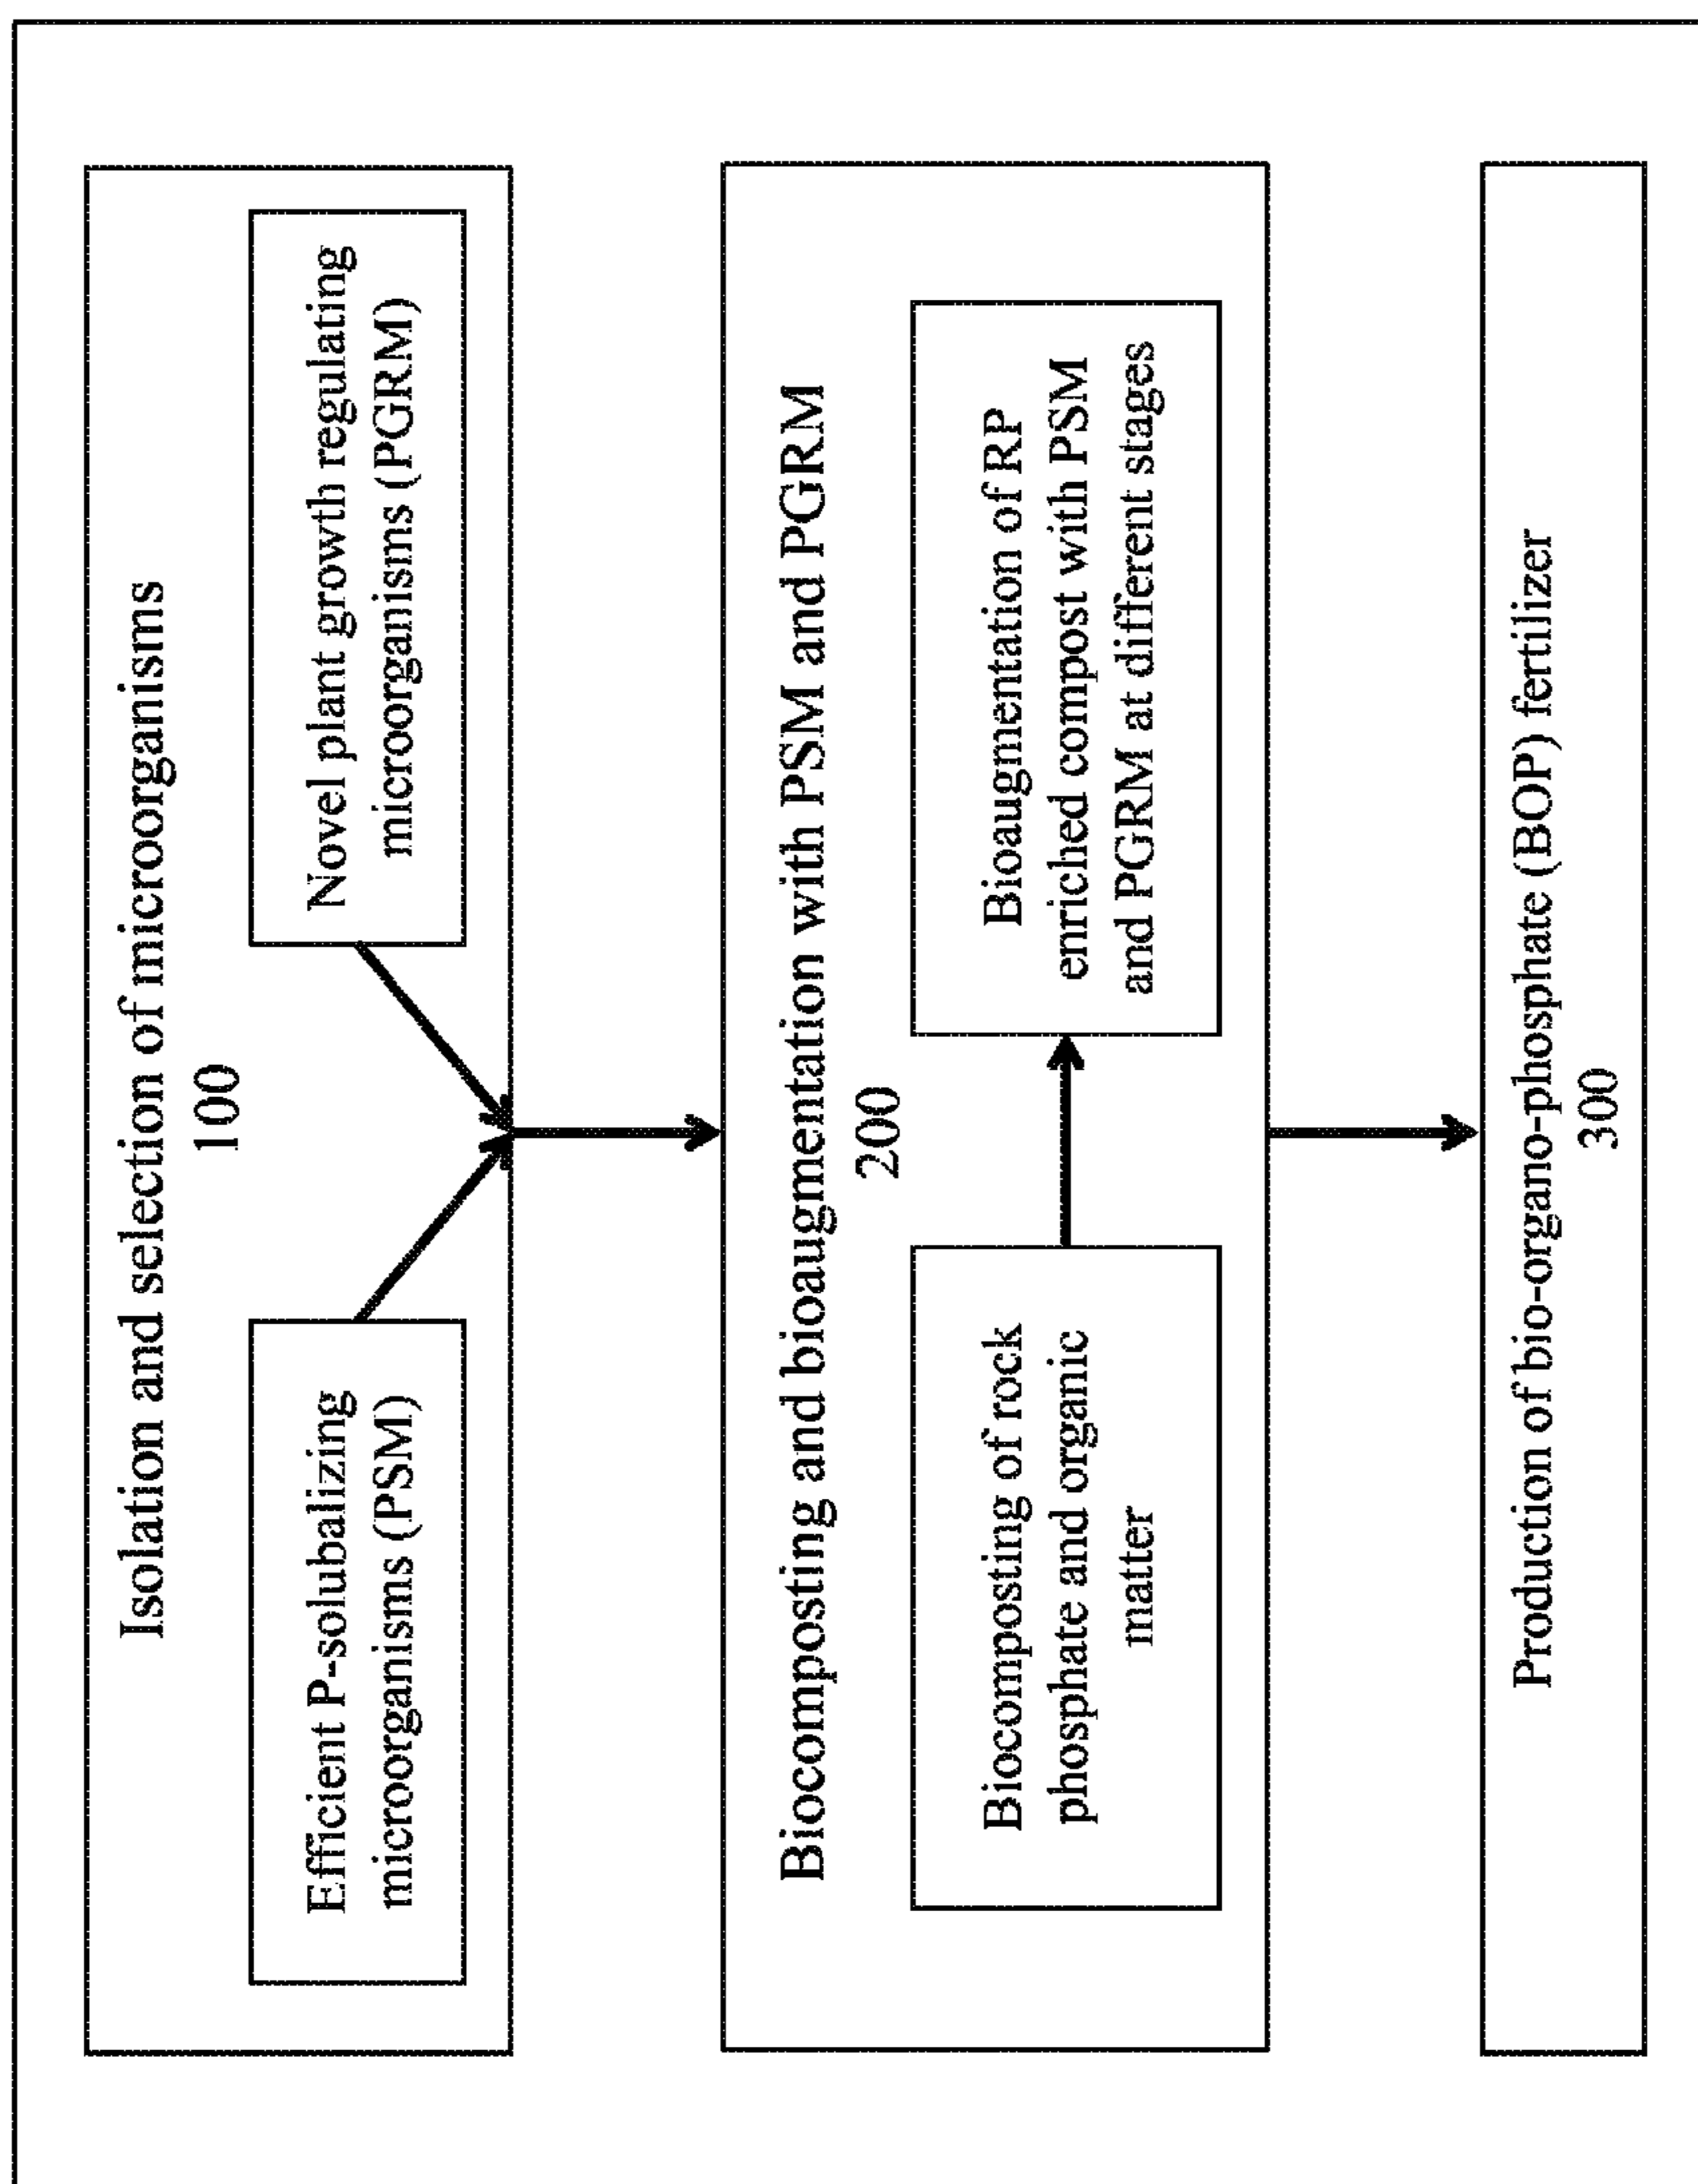 Isolation and selection of microorganisms
100
Efficient P-solubalizing
microorganisms (PSM)
Novel plant growth regulating
microorganisms (PGRM)
Biocomposting and bioaugmentation with PSM and PGRM
200
Biocomposting of rock
phosphate and organic
matter
Bioaugmentation of RP
enriched compost with PSM
and PGRM at different stages
Production of bio-organo-phosphate (BOP) fertilizer
300